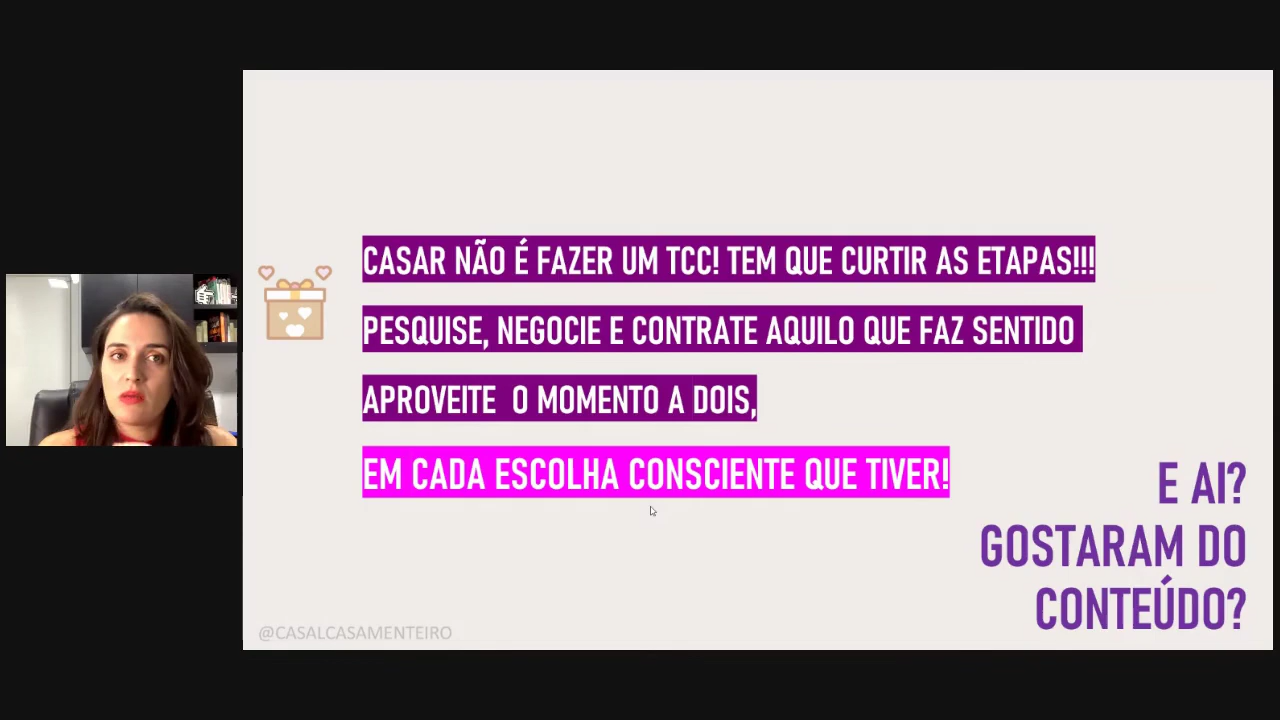 CASAR NÃO É FAZER UM TCC! TEM QUE CURTIR AS ETAPAS!!!
PESQUISE, NEGOCIE E CONTRATE AQUILO QUE FAZ SENTIDO
APROVEITE O MOMENTO A DOIS,
EM CADA ESCOLHA CONSCIENTE QUE TIVER!
E AI?
GOSTARAM DO
CONTEÚDO?
@CASALCASAMENTEIRO